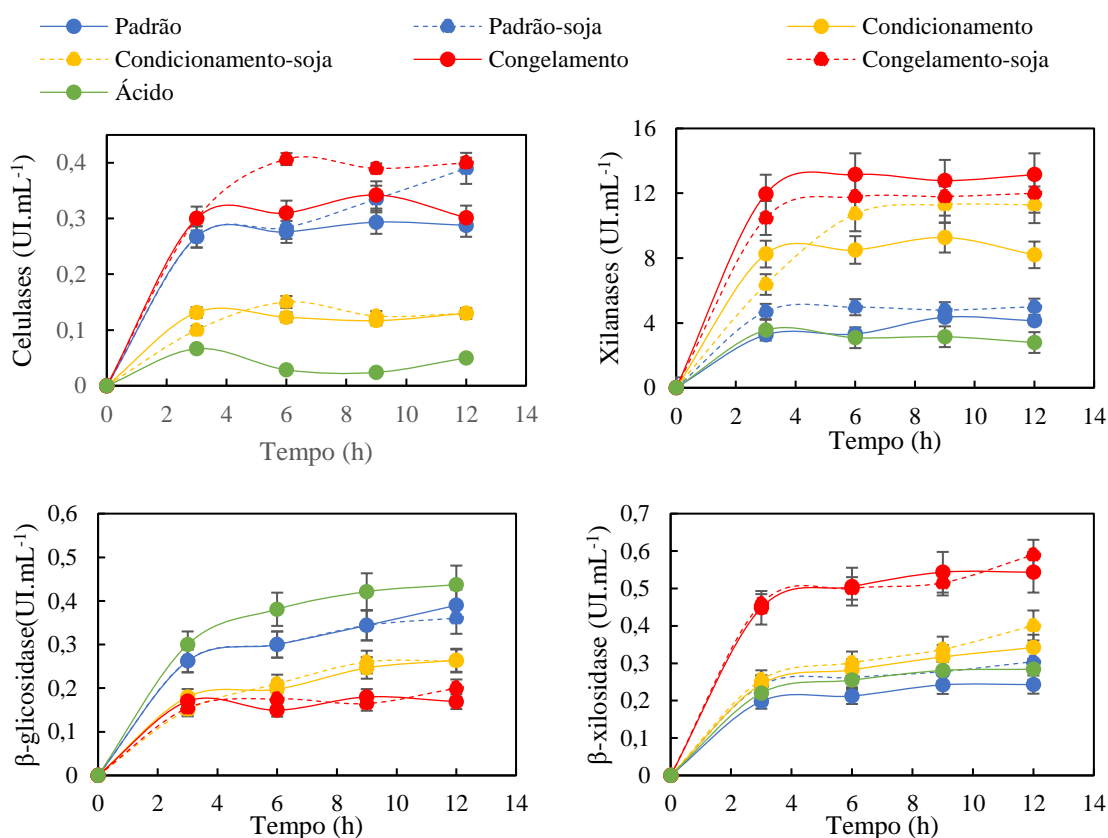 Padrão Padrão-soja Condicionamento
Condicionamento-soja Congelamento Congelamento-soja
Ácido
Celulases (UI.mL⁻¹)
0,4
0,3
0,2
0,1
0
0 2 4 6 8 10 12 14
Tempo (h)
Xilanases (UI.mL⁻¹)
16
12
8
4
0
0 2 4 6 8 10 12 14
Tempo (h)
β-glicosidase(UI.mL⁻¹)
0,6
0,5
0,4
0,3
0,2
0,1
0
0 2 4 6 8 10 12 14
Tempo (h)
β-xilosidase (UI.mL⁻¹)
0,7
0,6
0,5
0,4
0,3
0,2
0,1
0
0 2 4 6 8 10 12 14
Tempo (h)